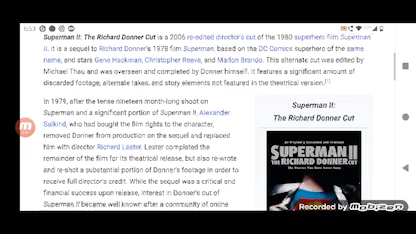 6:53
Superman II: The Richard Donner Cut is a 2006 re-edited director's cut of the 1980 superhero film Superman
II. It is a sequel to Richard Donner's 1978 film Superman, based on the DC Comics superhero of the same
name, and stars Gene Hackman, Christopher Reeve, and Marlon Brando. This alternate cut was edited by
Michael Thau and was overseen and completed by Donner himself. It features a significant amount of
discarded footage, alternate takes, and story elements not featured in the theatrical version.[1]
In 1979, after the tense nineteen month-long shoot on
Superman and a significant portion of Superman II, Alexander
Salkind, who had bought the film rights to the character,
removed Donner from production on the sequel and replaced
him with director Richard Lester. Lester completed the
remainder of the film for its theatrical release, but also re-wrote
and re-shot a substantial portion of Donner's footage in order to
receive full director's credit. While the sequel was a critical and
financial success upon release, interest in Donner's cut of
Superman II became well known after a community of online
Superman II:
The Richard Donner Cut
SUPERMAN II
THE RICHARD DONNER CUT
Recorded by Mobizen